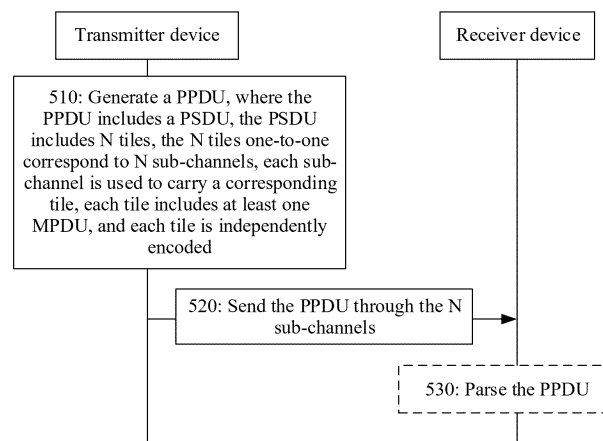 Transmitter device
Receiver device
510: Generate a PPDU, where the
PPDU includes a PSDU, the PSDU
includes N tiles, the N tiles one-to-one
correspond to N sub-channels, each sub-
channel is used to carry a corresponding
tile, each tile includes at least one
MPDU, and each tile is independently
encoded
520: Send the PPDU through the N
sub-channels
530: Parse the PPDU